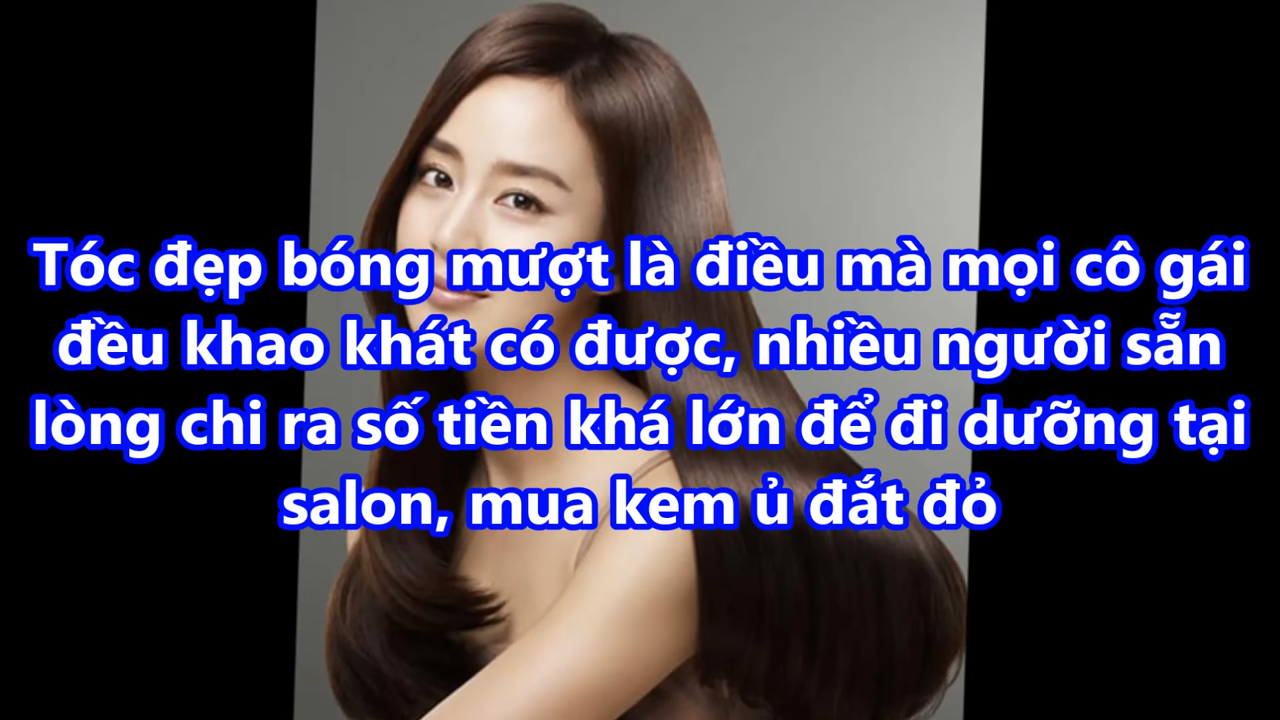 Tóc đẹp bóng mượt là điều mà mọi cô gái
đều khao khát có được, nhiều người sẵn
lòng chi ra số tiền khá lớn để đi dưỡng tại
salon, mua kem ủ đắt đỏ